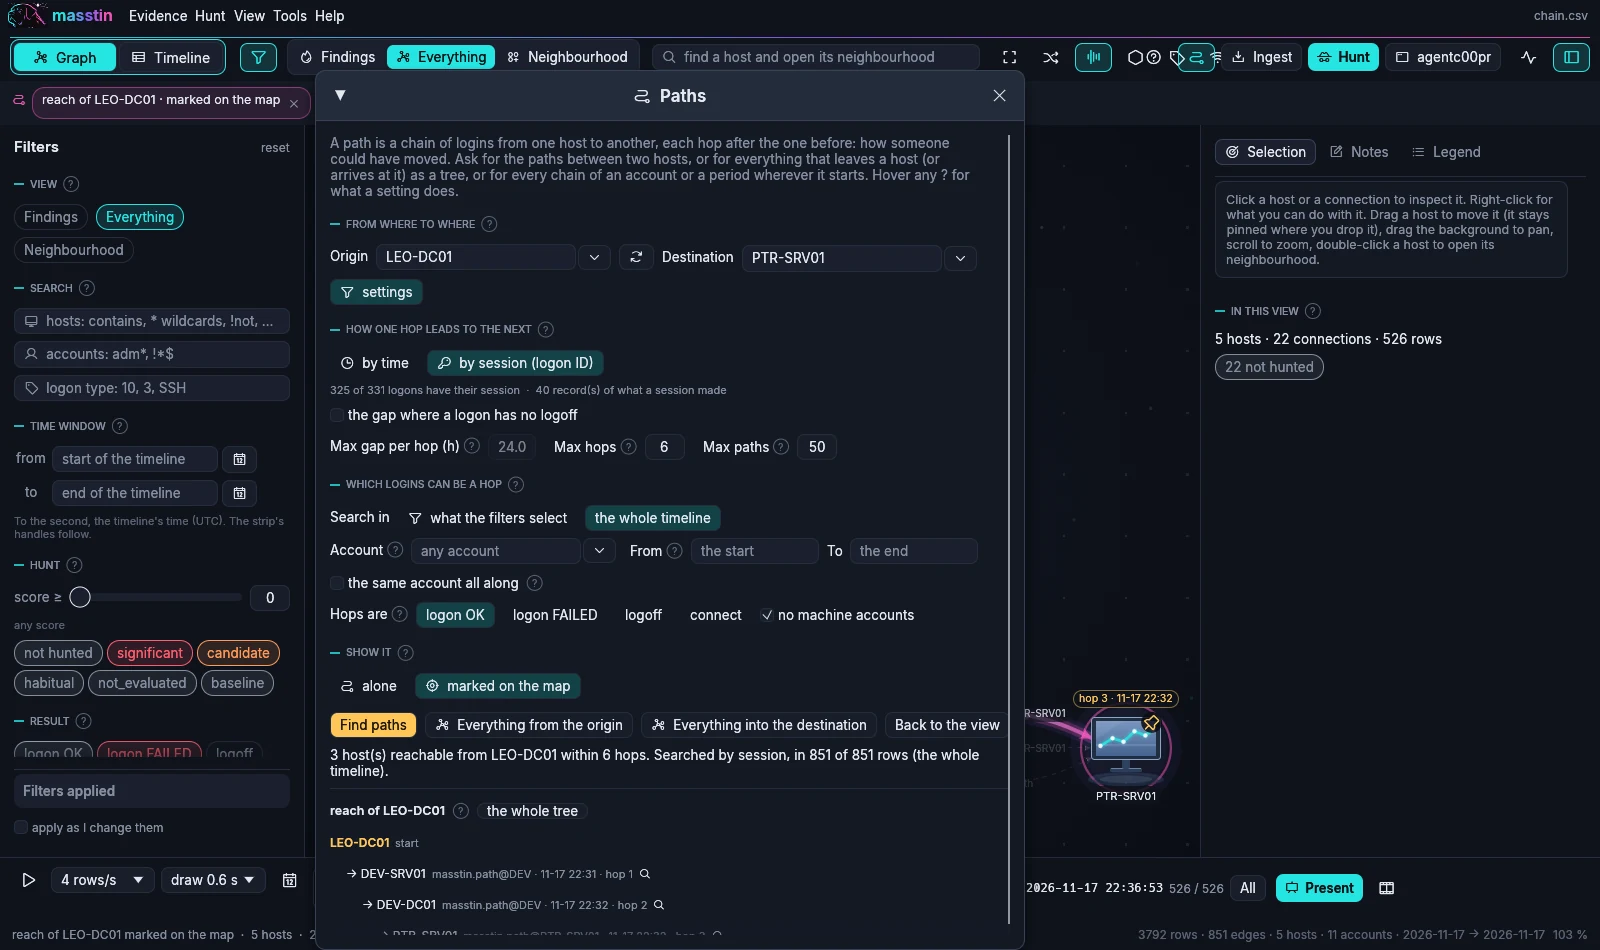 masstin Evidence Hunt View Tools Help chain.csv
Graph Timeline Findings Everything Neighbourhood find a host and open its neighbourhood Ingest Hunt agentc00pr
reach of LEO-DC01 · marked on the map ×
Paths
Filters reset
VIEW ?
Findings Everything
Neighbourhood
SEARCH ?
hosts: contains, * wildcards, !not, ...
accounts: adm*, !*$
logon type: 10, 3, SSH
TIME WINDOW ?
from start of the timeline
to end of the timeline
To the second, the timeline's time (UTC). The strip's
handles follow.
HUNT ?
score ≥ 0
any score
not hunted significant candidate
habitual not_evaluated baseline
RESULT ?
logon OK logon FAILED logoff
Filters applied
apply as I change them
A path is a chain of logins from one host to another, each hop after the one before: how someone
could have moved. Ask for the paths between two hosts, or for everything that leaves a host (or
arrives at it) as a tree, or for every chain of an account or a period wherever it starts. Hover any ? for
what a setting does.
FROM WHERE TO WHERE ?
Origin LEO-DC01 Destination PTR-SRV01
settings
HOW ONE HOP LEADS TO THE NEXT ?
by time by session (logon ID)
325 of 331 logons have their session · 40 record(s) of what a session made
the gap where a logon has no logoff
Max gap per hop (h) ? 24.0 Max hops ? 6 Max paths ? 50
WHICH LOGINS CAN BE A HOP ?
Search in what the filters select the whole timeline
Account ? any account From ? the start To the end
the same account all along ?
Hops are ? logon OK logon FAILED logoff connect no machine accounts
SHOW IT ?
alone marked on the map
Find paths Everything from the origin Everything into the destination Back to the view
3 host(s) reachable from LEO-DC01 within 6 hops. Searched by session, in 851 of 851 rows (the whole
timeline).
reach of LEO-DC01 ? the whole tree
LEO-DC01 start
→ DEV-SRV01 masstin.path@DEV · 11-17 22:31 · hop 1
→ DEV-DC01 masstin.path@DEV · 11-17 22:32 · hop 2
→ PTR-SRV01 masstin.path@PTR-SRV01 · 11-17 22:32 · hop 3
hop 3 · 11-17 22:32
R-SRV01
R-SRV01
th
PTR-SRV01
Selection Notes Legend
Click a host or a connection to inspect it. Right-click for
what you can do with it. Drag a host to move it (it stays
pinned where you drop it), drag the background to pan,
scroll to zoom, double-click a host to open its
neighbourhood.
IN THIS VIEW ?
5 hosts · 22 connections · 526 rows
22 not hunted
4 rows/s draw 0.6 s 2026-11-17 22:36:53 526 / 526 All Present
reach of LEO-DC01 marked on the map · 5 hosts · 2 3792 rows · 851 edges · 5 hosts · 11 accounts · 2026-11-17 → 2026-11-17 103 %